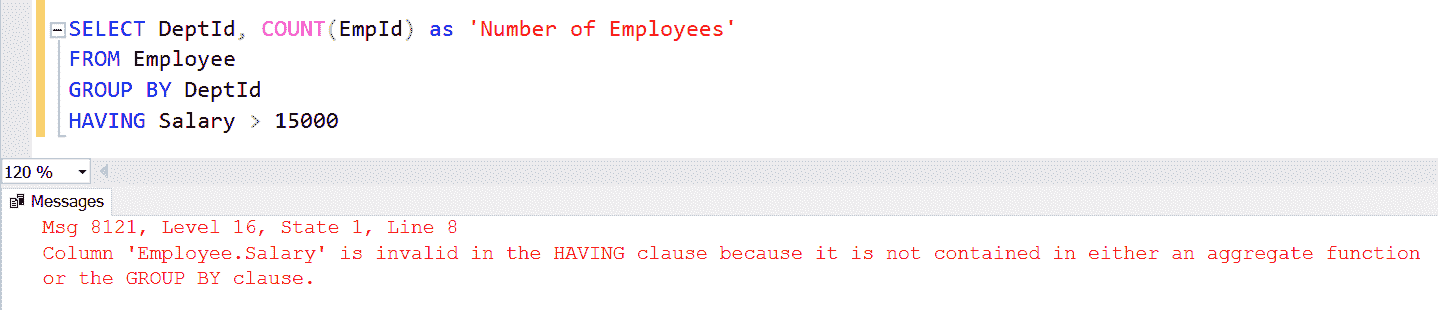 SELECT DeptId, COUNT(EmpId) as 'Number of Employees'
FROM Employee
GROUP BY DeptId
HAVING Salary > 15000
120 %
Messages
Msg 8121, Level 16, State 1, Line 8
Column 'Employee.Salary' is invalid in the HAVING clause because it is not contained in either an aggregate function
or the GROUP BY clause.